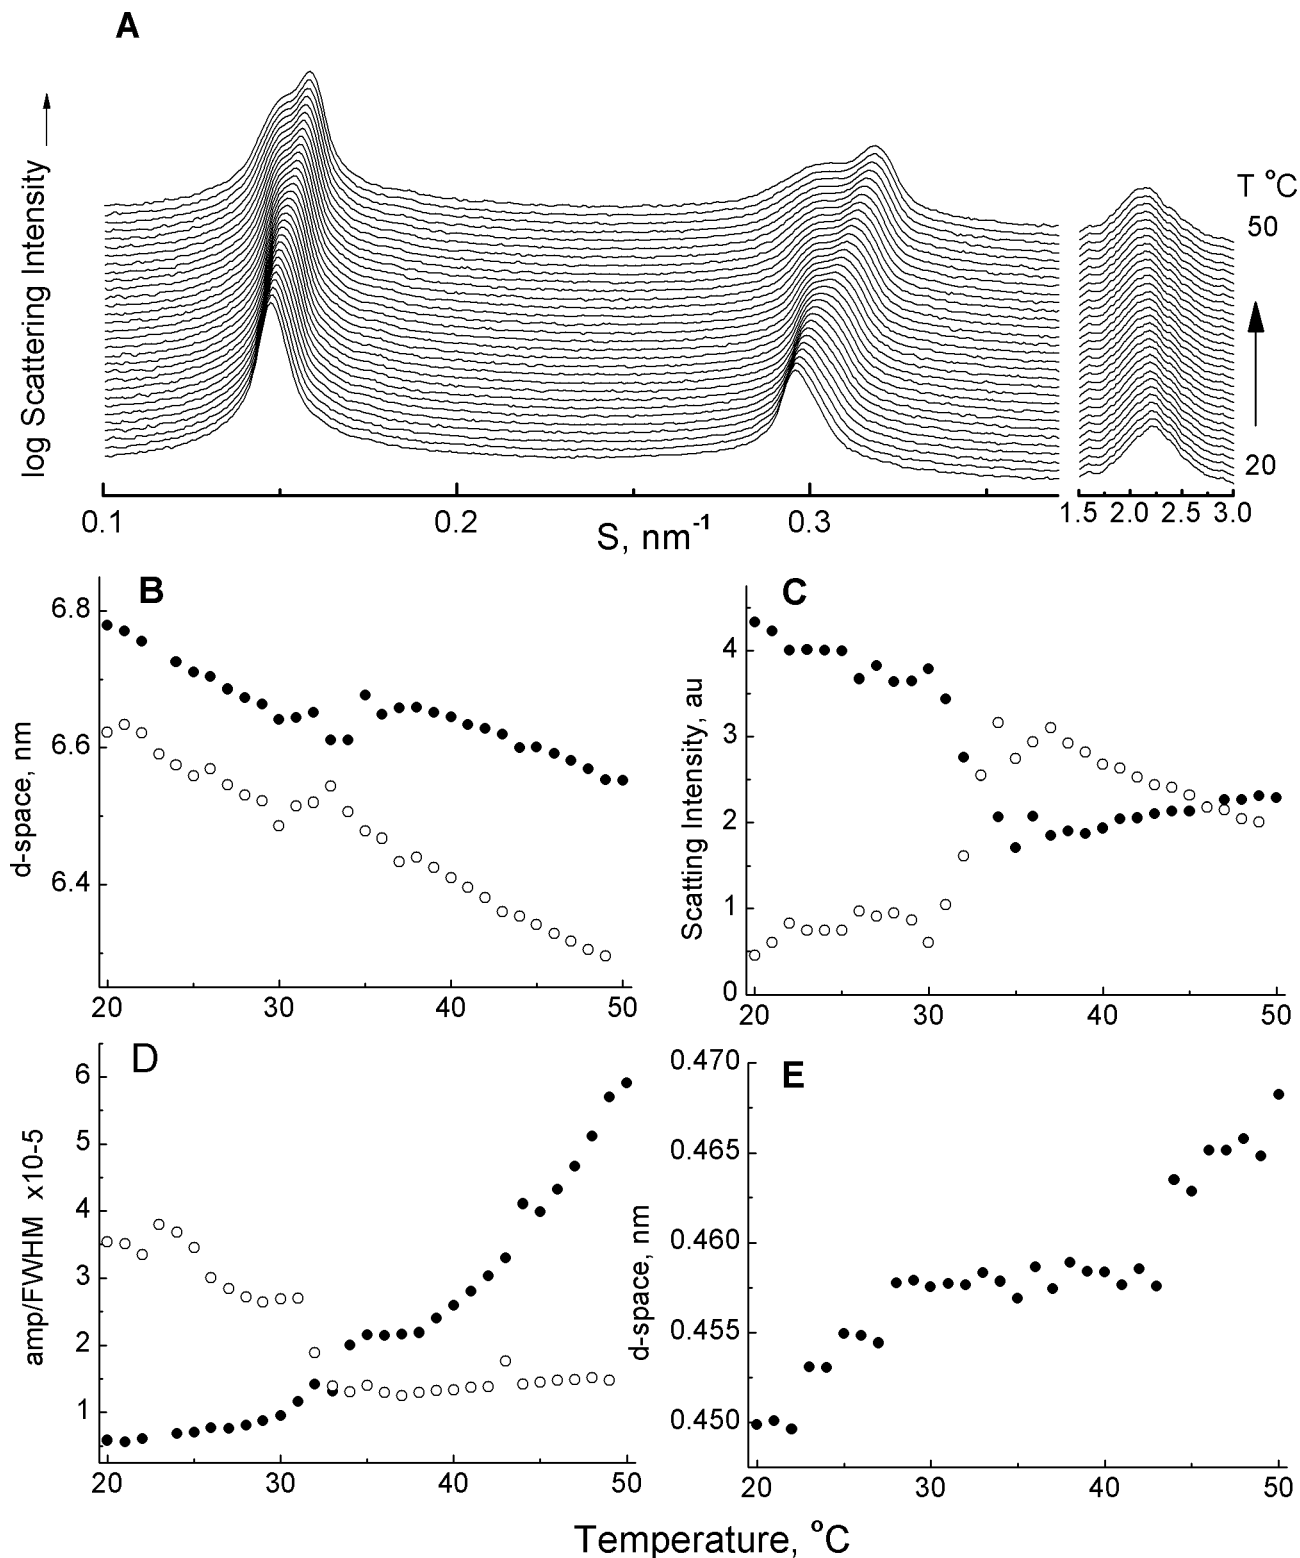 A
log Scattering Intensity
T °C
50
20
0.1 0.2 0.3 1.5 2.0 2.5 3.0
S, nm-1
B
d-space, nm
6.8
6.6
6.4
20 30 40 50
C
Scatting Intensity, au
4
3
2
1
0
20 30 40 50
D
amp/FWHM x10-5
6
5
4
3
2
1
20 30 40 50
E
d-space, nm
0.470
0.465
0.460
0.455
0.450
20 30 40 50
Temperature, °C